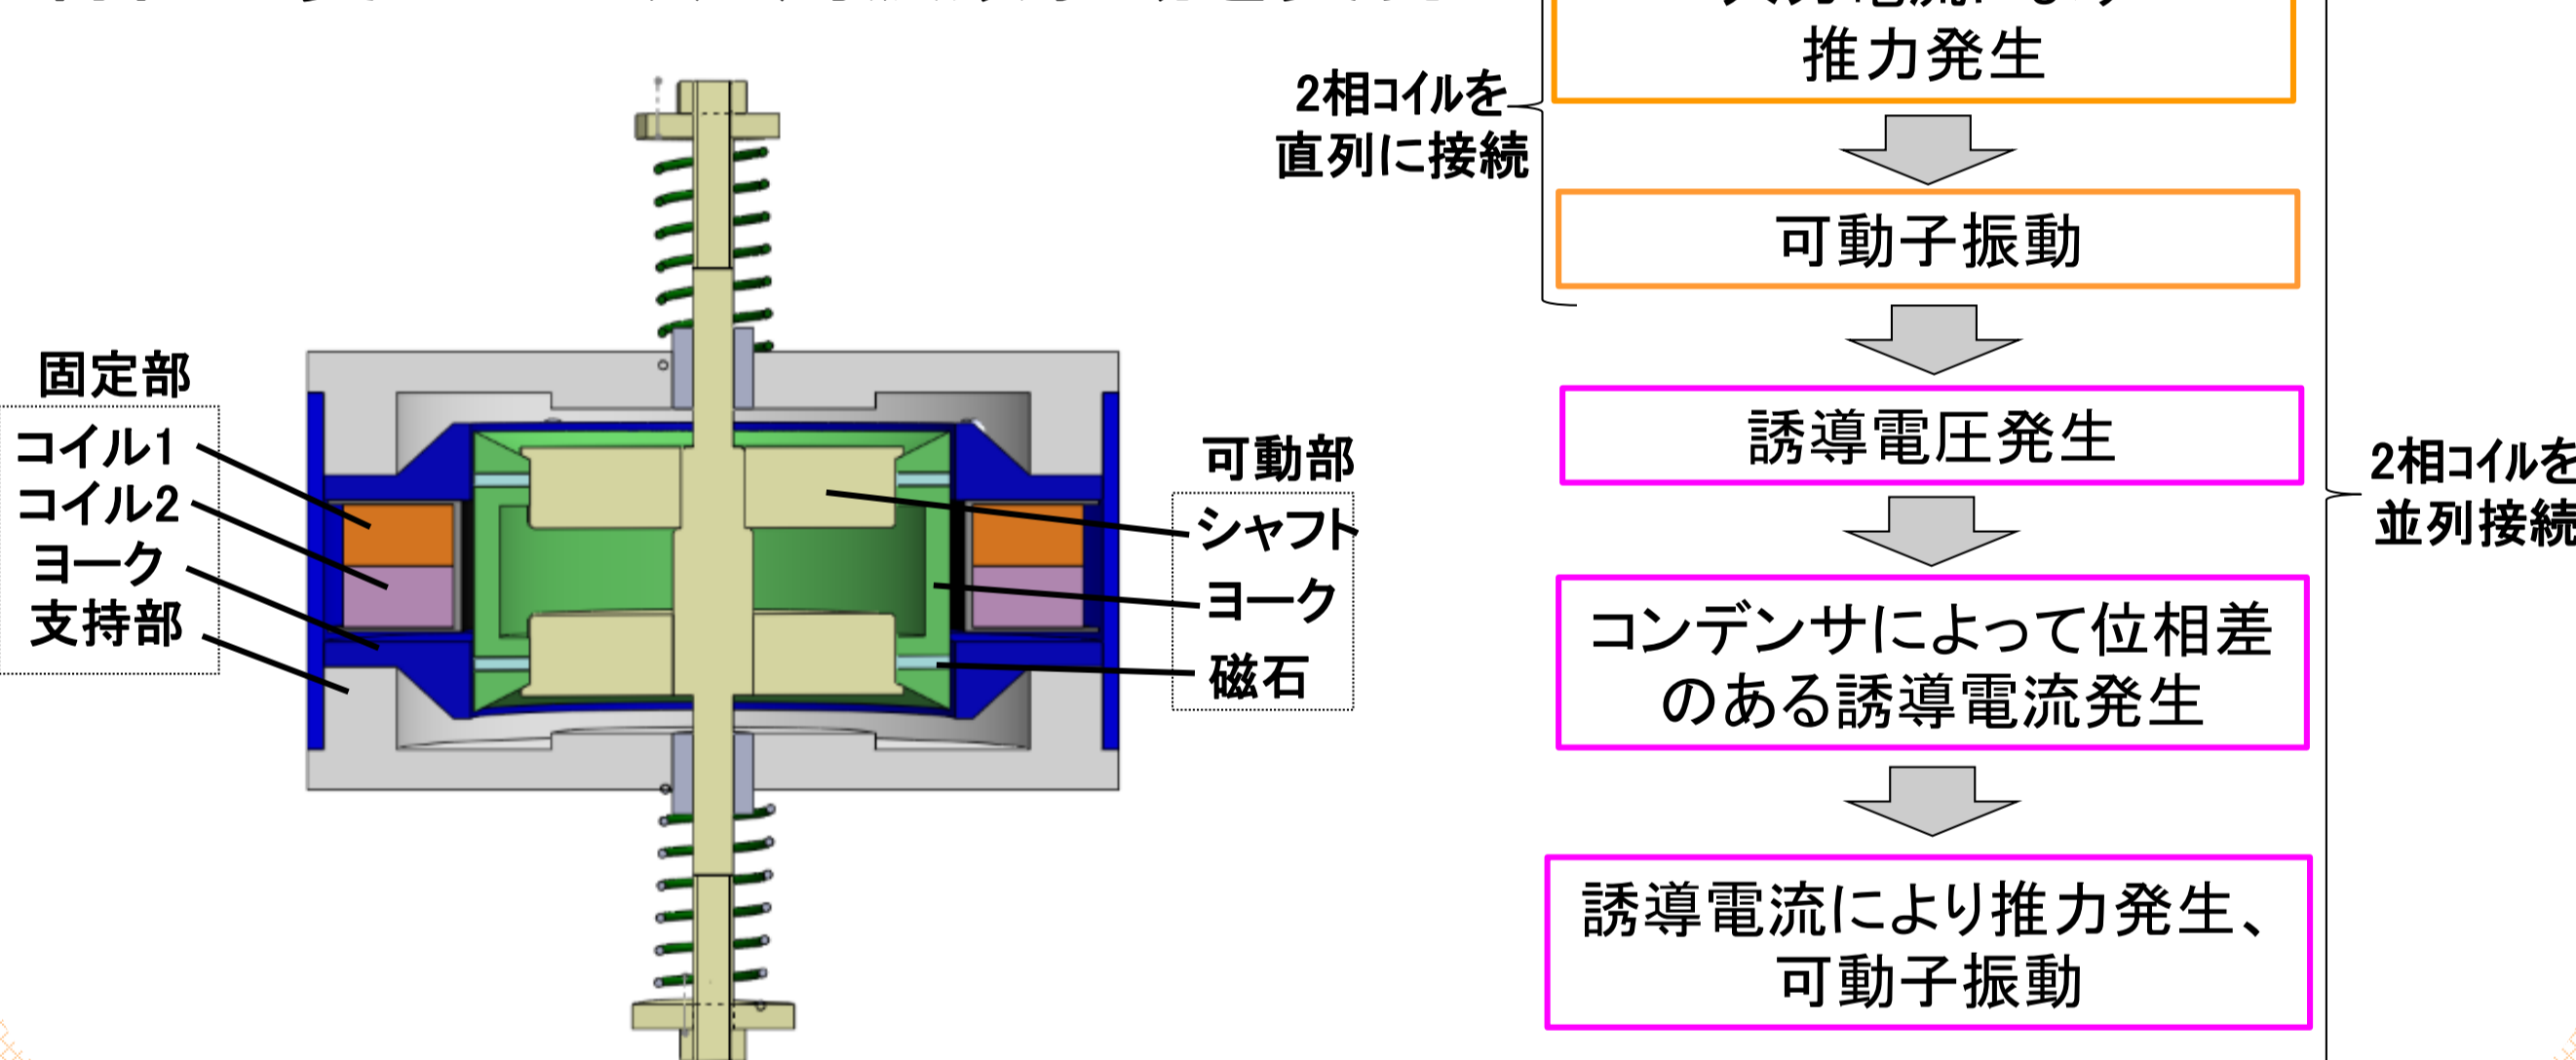 推力発生
2相コイルを
直列に接続
可動子振動
固定部
コイル1
コイル2
ヨーク
支持部
可動部
シャフト
ヨーク
磁石
誘導電圧発生
コンデンサによって位相差
のある誘導電流発生
誘導電流により推力発生、
可動子振動
2相コイルを
並列接続